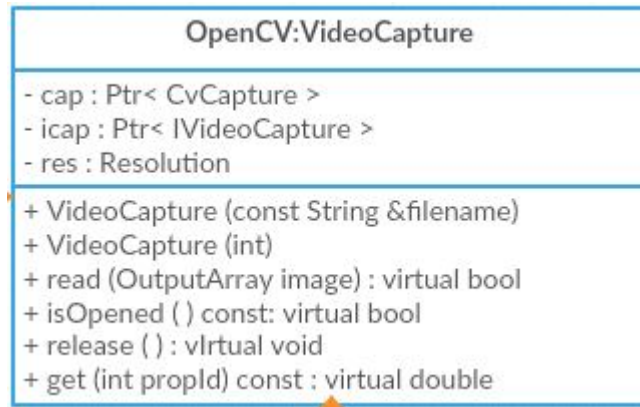 OpenCV:VideoCapture
- cap : Ptr< CvCapture >
- icap : Ptr< IVideoCapture >
- res : Resolution
+ VideoCapture (const String &filename)
+ VideoCapture (int)
+ read (OutputArray image) : virtual bool
+ isOpened ( ) const: virtual bool
+ release ( ) : vIrtual void
+ get (int propId) const : virtual double